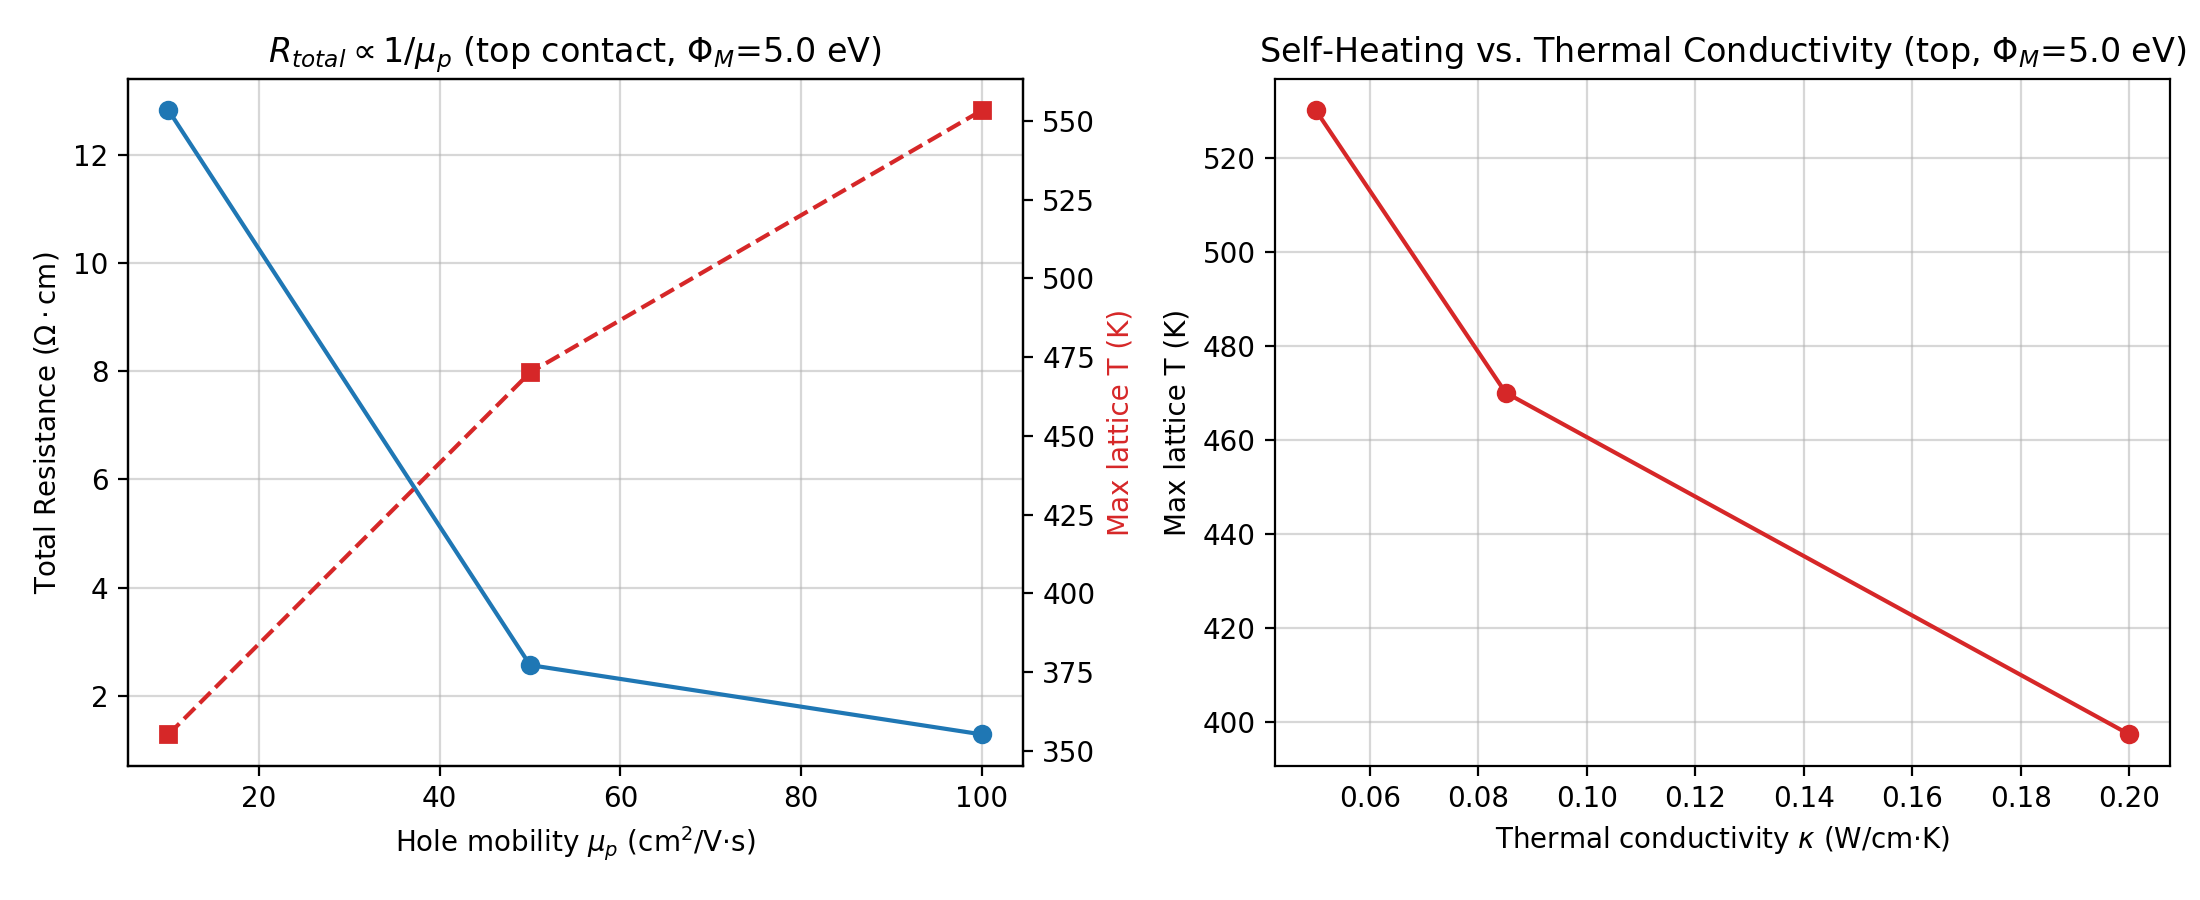 R_total ∝ 1/μ_p (top contact, Φ_M=5.0 eV)
Total Resistance (Ω · cm)
12
10
8
6
4
2
20 40 60 80 100
Hole mobility μ_p (cm²/V·s)
550
525
500
475
450
425
400
375
350
Max lattice T (K)
Self-Heating vs. Thermal Conductivity (top, Φ_M=5.0 eV)
Max lattice T (K)
520
500
480
460
440
420
400
0.06 0.08 0.10 0.12 0.14 0.16 0.18 0.20
Thermal conductivity κ (W/cm·K)